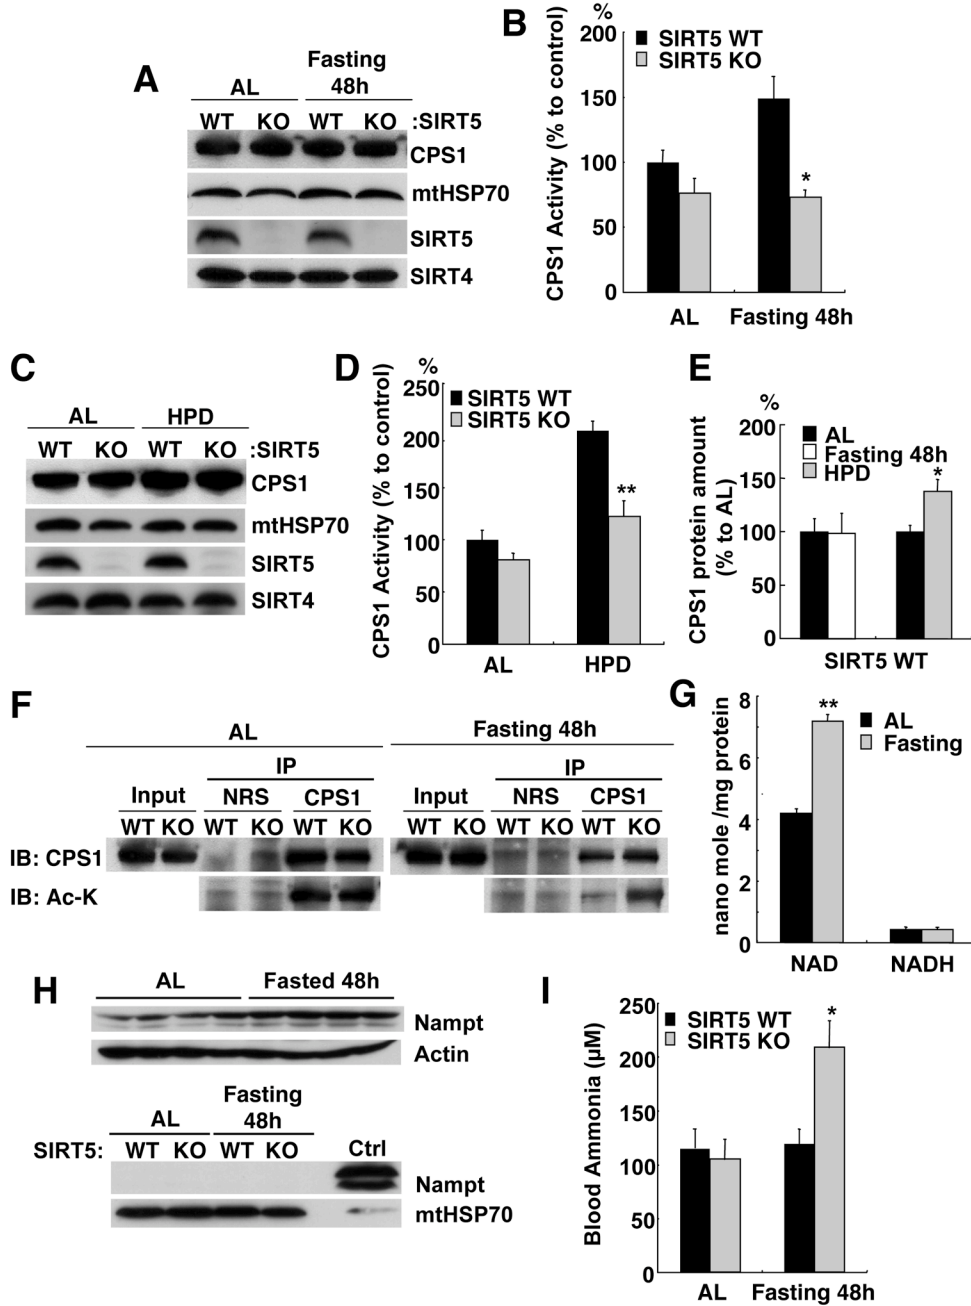 A
AL
Fasting
48h
WT KO WT KO :SIRT5
CPS1
mtHSP70
SIRT5
SIRT4
B
%
CPS1 Activity (% to control)
200
150
100
50
0
SIRT5 WT
SIRT5 KO
*
AL Fasting 48h
C
AL HPD
WT KO WT KO :SIRT5
CPS1
mtHSP70
SIRT5
SIRT4
D
%
CPS1 Activity (% to control)
250
200
150
100
50
0
SIRT5 WT
SIRT5 KO
**
AL HPD
E
%
CPS1 protein amount
(% to AL)
200
150
100
50
0
AL
Fasting 48h
HPD
*
SIRT5 WT
F
AL Fasting 48h
IP IP
Input NRS CPS1 Input NRS CPS1
WT KO WT KO WT KO WT KO WT KO WT KO
IB: CPS1
IB: Ac-K
G
nano mole /mg protein
8
6
4
2
0
**
AL
Fasting
NAD NADH
H
AL Fasted 48h
Nampt
Actin
Fasting
AL 48h
SIRT5: WT KO WT KO Ctrl
Nampt
mtHSP70
I
Blood Ammonia (µM)
250
200
150
100
50
0
SIRT5 WT
SIRT5 KO
*
AL Fasting 48h